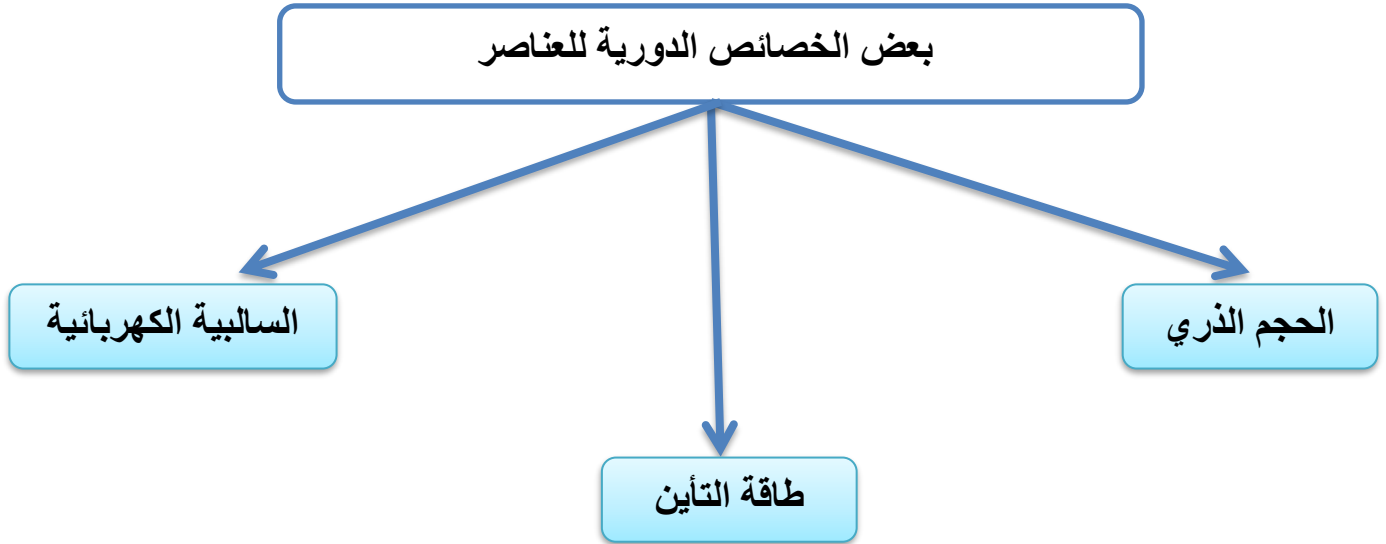 بعض الخصائص الدورية للعناصر
الحجم الذري
السالبية الكهربائية
طاقة التأين